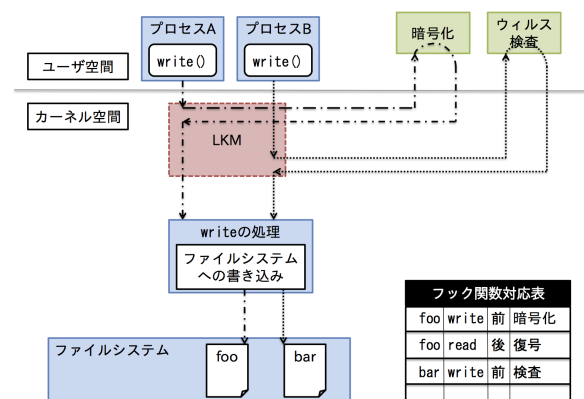 プロセスA
プロセスB
暗号化
ウィルス
検査
write()
write()
ユーザ空間
カーネル空間
LKM
writeの処理
ファイルシステム
への書き込み
フック関数対応表
foo write 前 暗号化
foo read 後 復号
bar write 前 検査
ファイルシステム
foo
bar